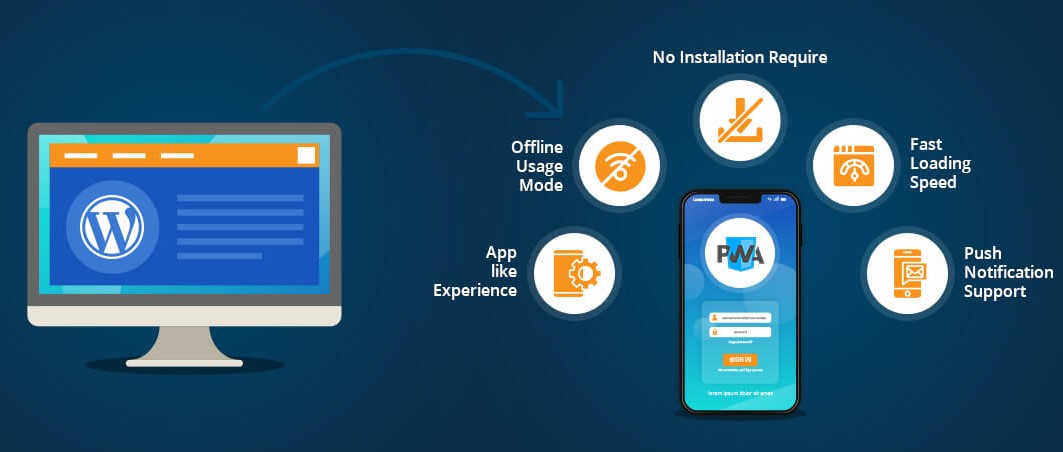 No Installation Require
Offline
Usage
Mode
Fast
Loading
Speed
App
like
Experience
Push
Notification
Support
W
PWA
password
SIGN IN
lorem ipsum dolor sit amet